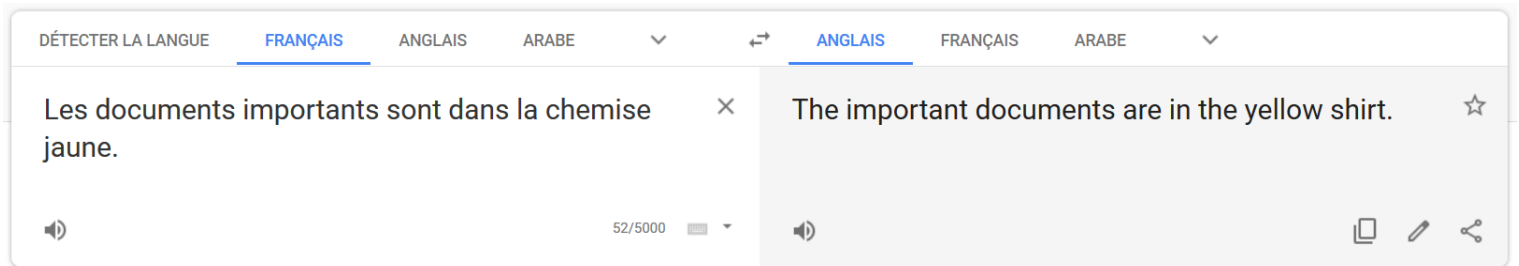 DÉTECTER LA LANGUE FRANÇAIS ANGLAIS ARABE ANGLAIS FRANÇAIS ARABE
Les documents importants sont dans la chemise
jaune.
The important documents are in the yellow shirt.
52/5000